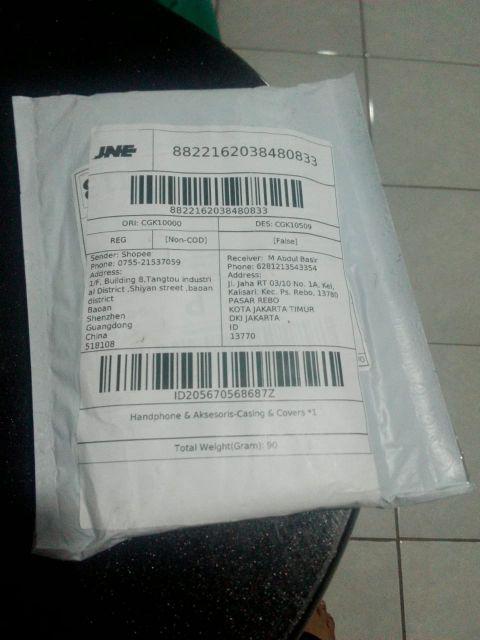 JNE
8822162038480833
8822162038480833
ORI: CGK10000
DES: CGK10509
REG
[Non-COD]
[False]
Sender: Shopee
Phone: 0755-21537059
Address:
1/F, Building 8,Tangtou industri
al District ,Shiyan street ,baoan
district
Baoan
Shenzhen
Guangdong
China
518108
Receiver: M Abdul Basir
Phone: 6281213543354
Address:
Jl. Jaha RT 03/10 No. 1A, Kel,
Kalisari. Kec. Ps. Rebo, 13780
PASAR REBO
KOTA JAKARTA TIMUR
DKI JAKARTA
ID
13770
ID205670568687Z
Handphone & Aksesoris-Casing & Covers *1
Total Weight(Gram): 90